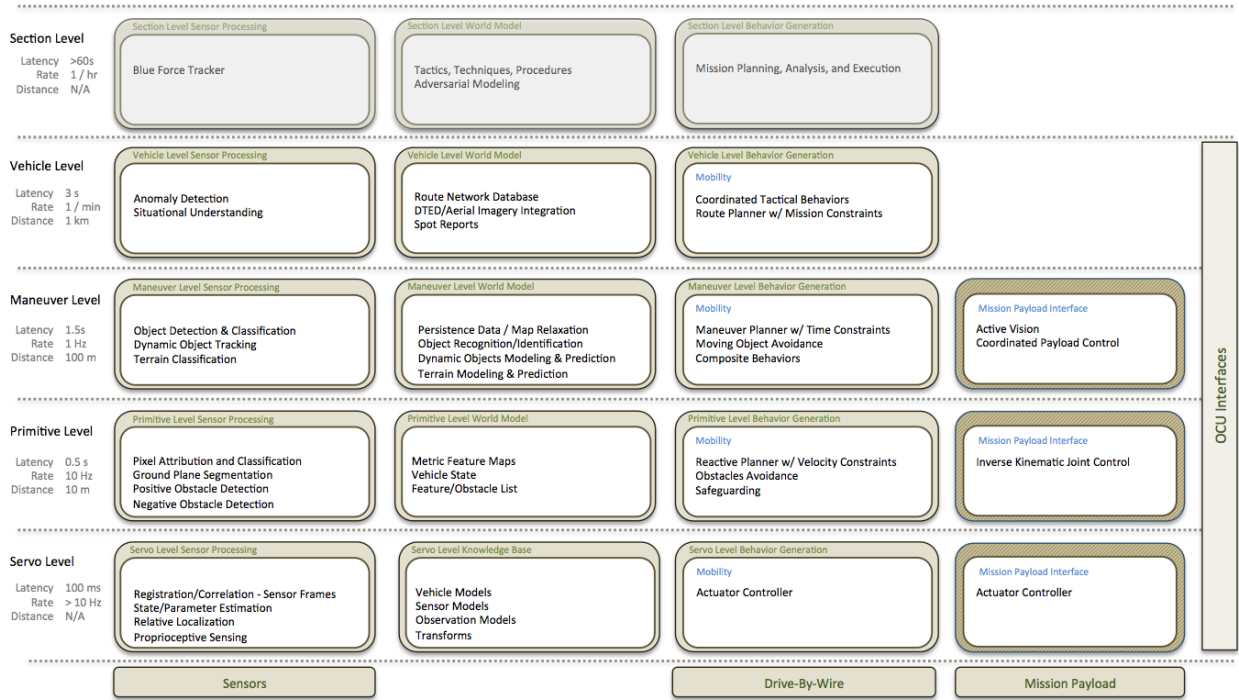 Section Level
Latency >60s
Rate 1 / hr
Distance N/A
Section Level Sensor Processing
Blue Force Tracker
Section Level World Model
Tactics, Techniques, Procedures
Adversarial Modeling
Section Level Behavior Generation
Mission Planning, Analysis, and Execution
Vehicle Level
Latency 3 s
Rate 1 / min
Distance 1 km
Vehicle Level Sensor Processing
Anomaly Detection
Situational Understanding
Vehicle Level World Model
Route Network Database
DTED/Aerial Imagery Integration
Spot Reports
Vehicle Level Behavior Generation
Mobility
Coordinated Tactical Behaviors
Route Planner w/ Mission Constraints
Maneuver Level
Latency 1.5s
Rate 1 Hz
Distance 100 m
Maneuver Level Sensor Processing
Object Detection & Classification
Dynamic Object Tracking
Terrain Classification
Maneuver Level World Model
Persistence Data / Map Relaxation
Object Recognition/Identification
Dynamic Objects Modeling & Prediction
Terrain Modeling & Prediction
Maneuver Level Behavior Generation
Mobility
Maneuver Planner w/ Time Constraints
Moving Object Avoidance
Composite Behaviors
Mission Payload Interface
Active Vision
Coordinated Payload Control
Primitive Level
Latency 0.5 s
Rate 10 Hz
Distance 10 m
Primitive Level Sensor Processing
Pixel Attribution and Classification
Ground Plane Segmentation
Positive Obstacle Detection
Negative Obstacle Detection
Primitive Level World Model
Metric Feature Maps
Vehicle State
Feature/Obstacle List
Primitive Level Behavior Generation
Mobility
Reactive Planner w/ Velocity Constraints
Obstacles Avoidance
Safeguarding
Mission Payload Interface
Inverse Kinematic Joint Control
Servo Level
Latency 100 ms
Rate > 10 Hz
Distance N/A
Servo Level Sensor Processing
Registration/Correlation - Sensor Frames
State/Parameter Estimation
Relative Localization
Proprioceptive Sensing
Servo Level Knowledge Base
Vehicle Models
Sensor Models
Observation Models
Transforms
Servo Level Behavior Generation
Mobility
Actuator Controller
Mission Payload Interface
Actuator Controller
OCU Interfaces
Sensors
Drive-By-Wire
Mission Payload